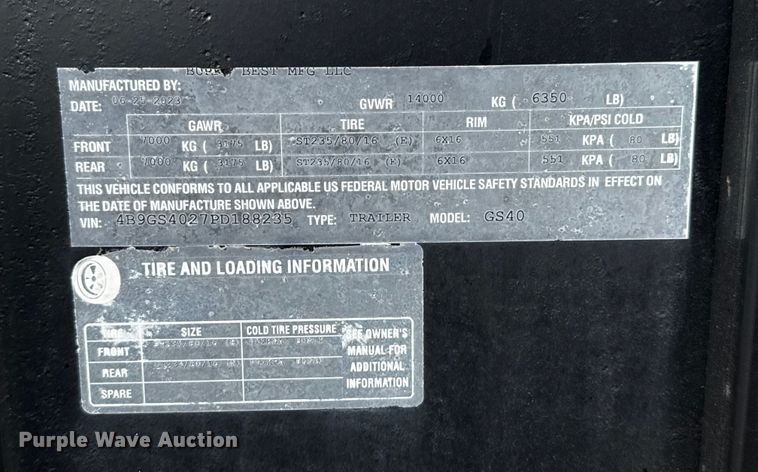 MANUFACTURED BY: BEST MFG LLC
DATE: 06-25-2023 GVWR 14000 KG ( 6350 LB)
GAWR TIRE RIM KPA/PSI COLD
FRONT 7000 KG ( 3175 LB) ST235/80/16 (E) 6X16 551 KPA ( 80 LB)
REAR 7000 KG ( 3175 LB) ST235/80/16 (E) 6X16 551 KPA ( 80 LB)
THIS VEHICLE CONFORMS TO ALL APPLICABLE US FEDERAL MOTOR VEHICLE SAFETY STANDARDS IN EFFECT ON
THE DATE OF MANUFACTURE SHOWN ABOVE.
VIN: 4B9GS4027PD188235 TYPE: TRAILER MODEL: GS40
TIRE AND LOADING INFORMATION
SIZE COLD TIRE PRESSURE SEE OWNER'S
FRONT MANUAL FOR
REAR ADDITIONAL
SPARE INFORMATION
Purple Wave Auction